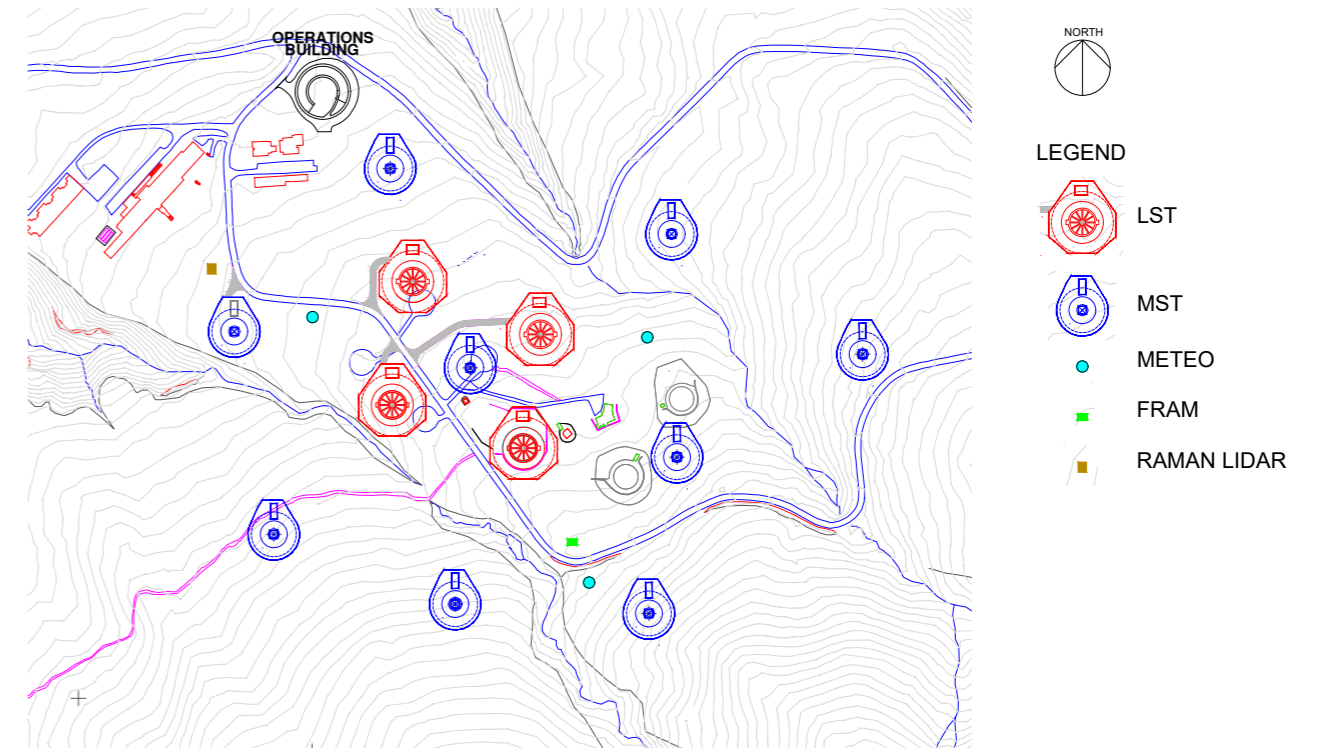 OPERATIONS
BUILDING
NORTH
LEGEND
LST
MST
METEO
FRAM
RAMAN LIDAR